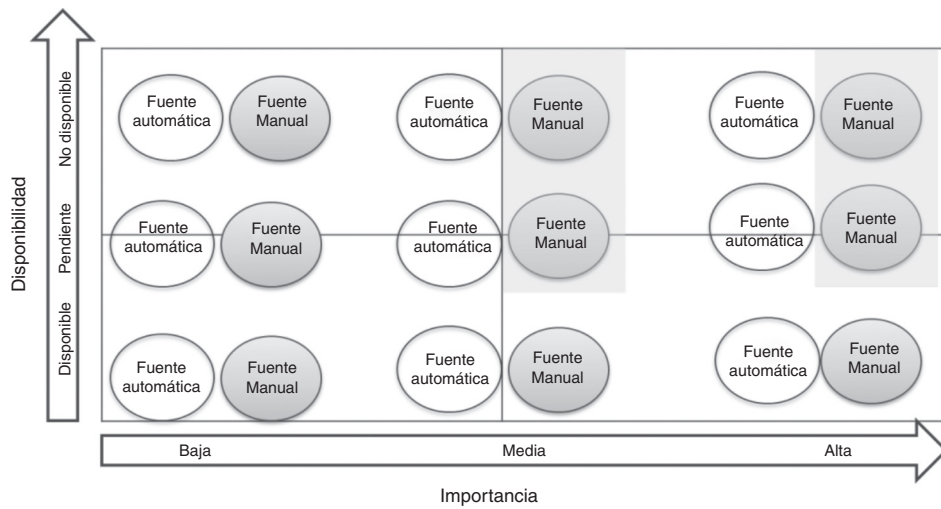 Disponibilidad
No disponible
Pendiente
Disponible
Fuente
automática
Fuente
Manual
Fuente
automática
Fuente
Manual
Fuente
automática
Fuente
Manual
Fuente
automática
Fuente
Manual
Fuente
automática
Fuente
Manual
Fuente
automática
Fuente
Manual
Fuente
automática
Fuente
Manual
Fuente
automática
Fuente
Manual
Fuente
automática
Fuente
Manual
Baja
Media
Alta
Importancia